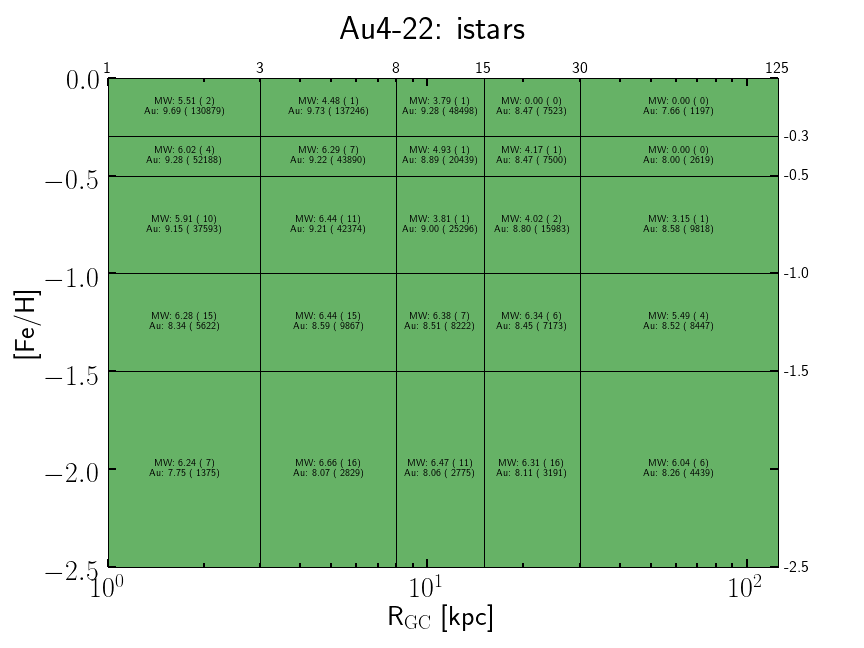 Au4-22: istars
1 3 8 15 30 125
0.0
MW: 5.51 ( 2) MW: 4.48 ( 1) MW: 3.79 ( 1) MW: 0.00 ( 0) MW: 0.00 ( 0)
Au: 9.69 ( 130879) Au: 9.73 ( 137246) Au: 9.28 ( 48498) Au: 8.47 ( 7523) Au: 7.66 ( 1197)
-0.3
MW: 6.02 ( 4) MW: 6.29 ( 7) MW: 4.93 ( 1) MW: 4.17 ( 1) MW: 0.00 ( 0)
Au: 9.28 ( 52188) Au: 9.22 ( 43890) Au: 8.89 ( 20439) Au: 8.47 ( 7500) Au: 8.00 ( 2619)
−0.5 -0.5
MW: 5.91 ( 10) MW: 6.44 ( 11) MW: 3.81 ( 1) MW: 4.02 ( 2) MW: 3.15 ( 1)
Au: 9.15 ( 37593) Au: 9.21 ( 42374) Au: 9.00 ( 25296) Au: 8.80 ( 15983) Au: 8.58 ( 9818)
−1.0 -1.0
MW: 6.28 ( 15) MW: 6.44 ( 15) MW: 6.38 ( 7) MW: 6.34 ( 6) MW: 5.49 ( 4)
Au: 8.34 ( 5622) Au: 8.59 ( 9867) Au: 8.51 ( 8222) Au: 8.45 ( 7173) Au: 8.52 ( 8447)
[Fe/H]
−1.5 -1.5
MW: 6.24 ( 7) MW: 6.66 ( 16) MW: 6.47 ( 11) MW: 6.31 ( 16) MW: 6.04 ( 6)
Au: 7.75 ( 1375) Au: 8.07 ( 2829) Au: 8.06 ( 2775) Au: 8.11 ( 3191) Au: 8.26 ( 4439)
−2.0
−2.5 -2.5
10⁰ 10¹ 10²
R_GC [kpc]